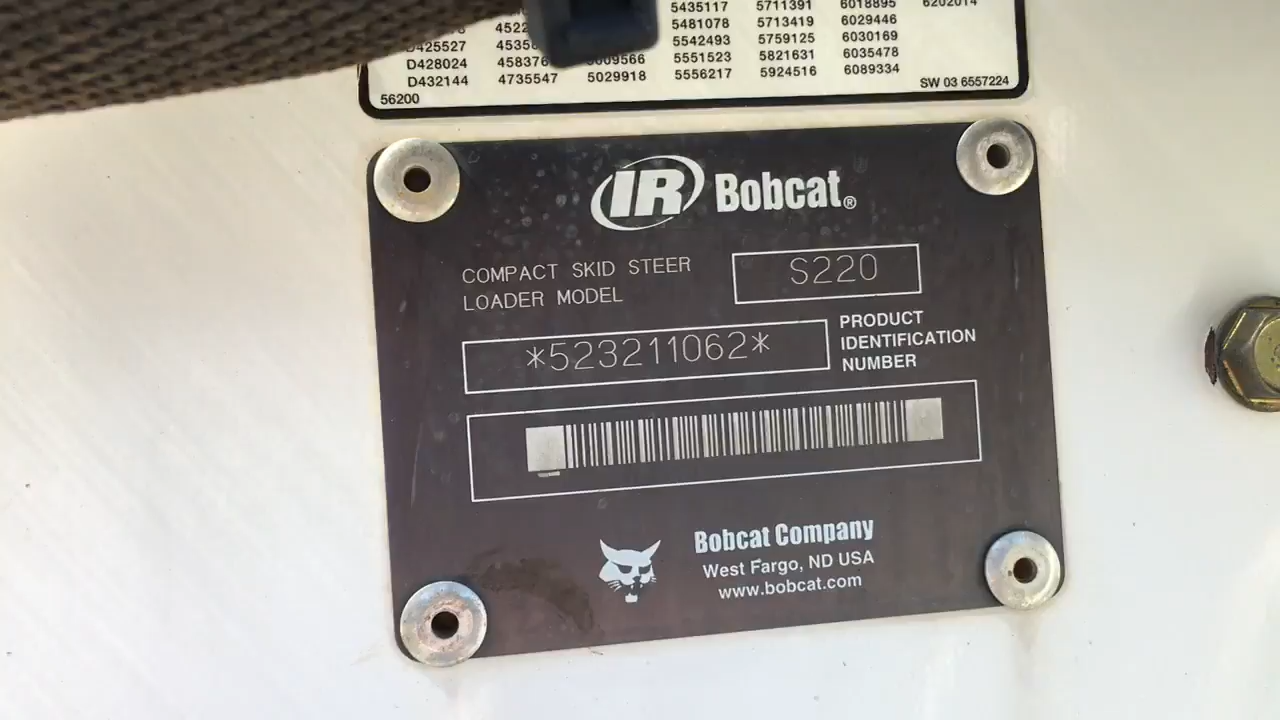 5435117 5711391 6018895 6202014
4522 5481078 5713419 6029446
D425527 4535 5542493 5759125 6030169
D428024 458376 5009566 5551523 5821631 6035478
D432144 4735547 5029918 5556217 5924516 6089334
56200 SW 03 6557224
IR Bobcat®
COMPACT SKID STEER
LOADER MODEL
S220
*523211062*
PRODUCT
IDENTIFICATION
NUMBER
Bobcat Company
West Fargo, ND USA
www.bobcat.com